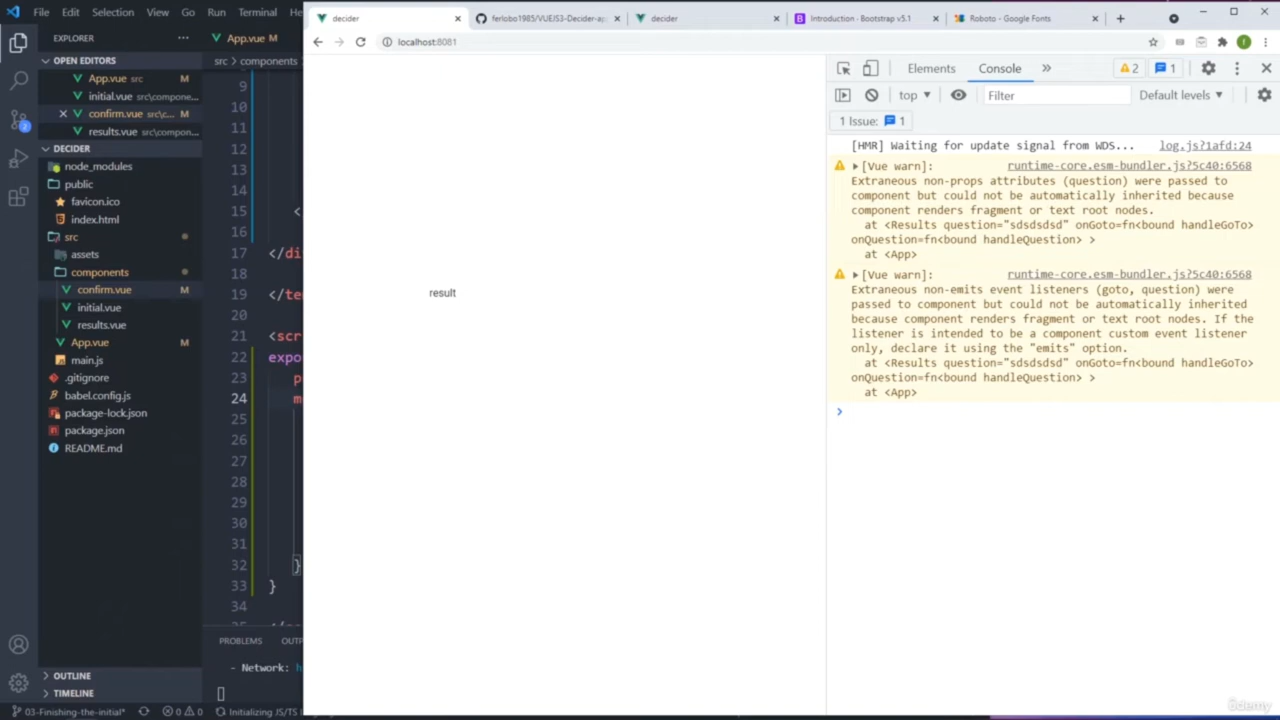 File Edit Selection View Go Run Terminal
decider
ferlobo1985/VUEJS3-Decider-a
decider
Introduction · Bootstrap v5.1
Roboto - Google Fonts
EXPLORER
App.vue M
localhost:8081
OPEN EDITORS
src > components
App.vue src M
initial.vue src\compone...
confirm.vue src\c... M
results.vue src\compon...
DECIDER
node_modules
public
favicon.ico
index.html
src
assets
components
confirm.vue M
initial.vue
results.vue
App.vue M
main.js
.gitignore
babel.config.js
package-lock.json
package.json
README.md
OUTLINE
TIMELINE
03-Finishing-the-initial*
0 0
Initializing JS/TS
9
10
11
12
13
14
15 <
16
17 </di
18
19 </te
20
21 <scr
22 expo
23 p
24 m
25
26
27
28
29
30
31
32 }
33 }
34
PROBLEMS
- Network:
result
Elements Console » 2 1
top Filter Default levels
1 Issue: 1
[HMR] Waiting for update signal from WDS... log.js?1afd:24
[Vue warn]: runtime-core.esm-bundler.js?5c40:6568
Extraneous non-props attributes (question) were passed to
component but could not be automatically inherited because
component renders fragment or text root nodes.
at <Results question="sdsdsdsd" onGoto=fn<bound handleGoTo>
onQuestion=fn<bound handleQuestion> >
at <App>
[Vue warn]: runtime-core.esm-bundler.js?5c40:6568
Extraneous non-emits event listeners (goto, question) were
passed to component but could not be automatically inherited
because component renders fragment or text root nodes. If the
listener is intended to be a component custom event listener
only, declare it using the "emits" option.
at <Results question="sdsdsdsd" onGoto=fn<bound handleGoTo>
onQuestion=fn<bound handleQuestion> >
at <App>
Udemy